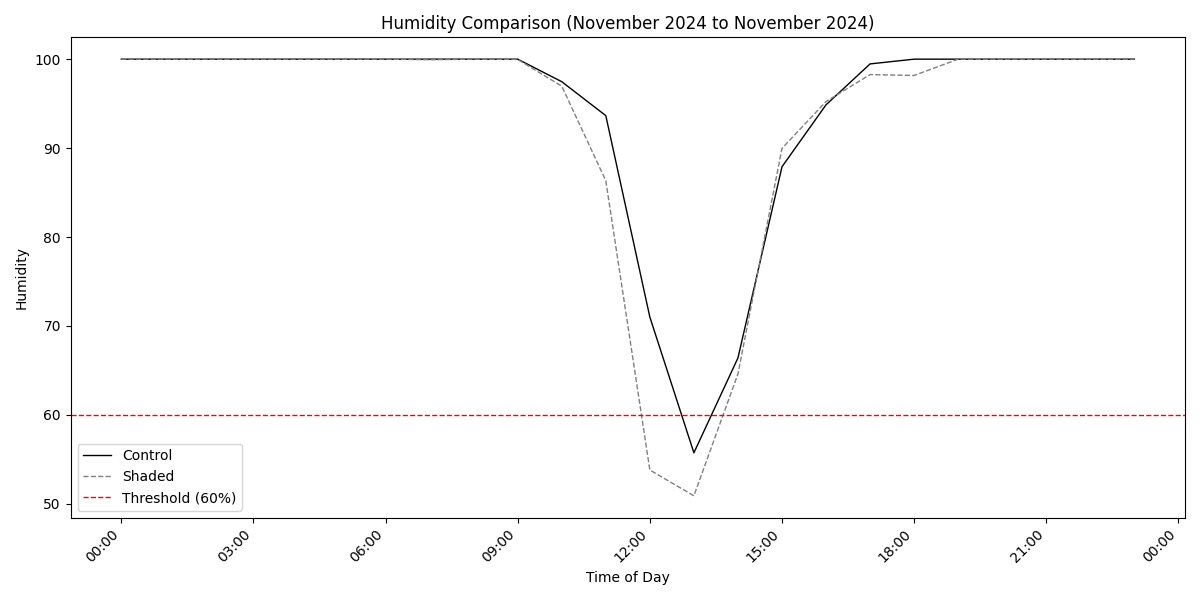 Humidity Comparison (November 2024 to November 2024)
Humidity
100
90
80
70
60
50
Control
Shaded
Threshold (60%)
00:00
03:00
06:00
09:00
12:00
15:00
18:00
21:00
00:00
Time of Day